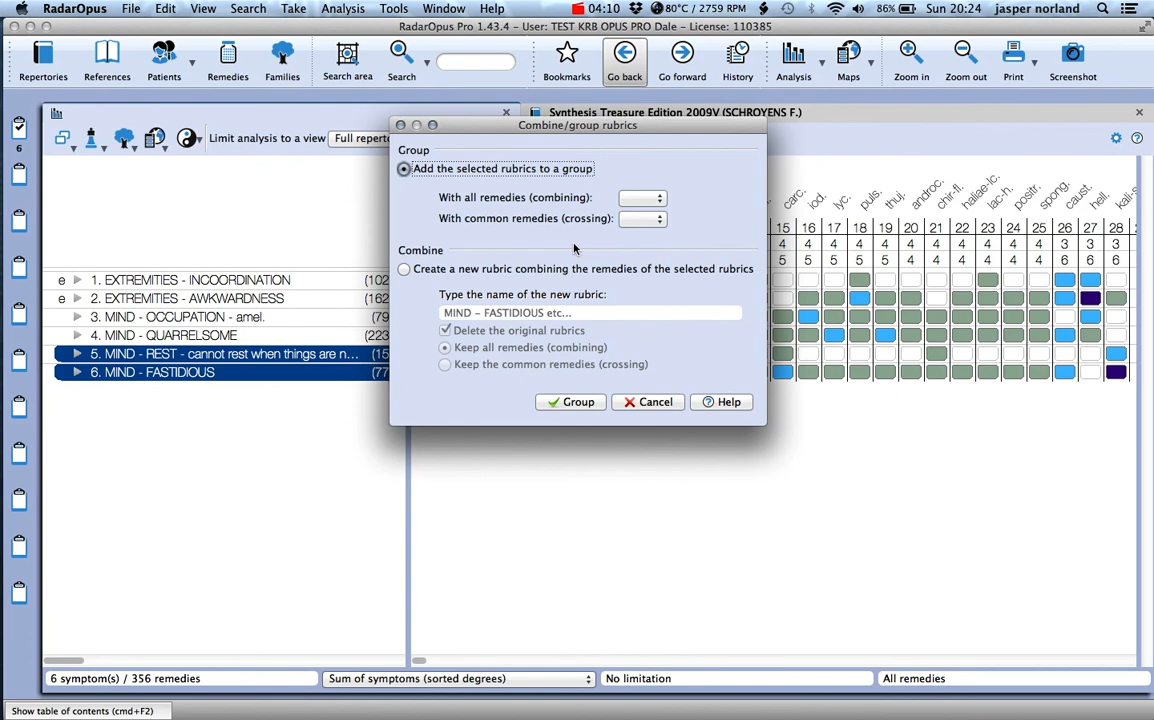 RadarOpus File Edit View Search Take Analysis Tools Window Help 04:10 80°C / 2759 RPM 86% Sun 20:24 jasper norland
RadarOpus Pro 1.43.4 - User: TEST KRB OPUS PRO Dale - License: 110385
Repertories References Patients Remedies Families Search area Search Bookmarks Go back Go forward History Analysis Maps Zoom in Zoom out Print Screenshot
Synthesis Treasure Edition 2009V (SCHROYENS F.)
Combine/group rubrics
6
Limit analysis to a view Full reperto
Group
Add the selected rubrics to a group
With all remedies (combining):
With common remedies (crossing):
Combine
Create a new rubric combining the remedies of the selected rubrics
Type the name of the new rubric:
MIND - FASTIDIOUS etc...
Delete the original rubrics
Keep all remedies (combining)
Keep the common remedies (crossing)
Group Cancel Help
carc. iod. lyc. puls. thuj. androc. chir-fl. haliae-lc. lac-h. positr. spong. caust. hell. kali-s
15 16 17 18 19 20 21 22 23 24 25 26 27 28
4 4 4 4 4 4 4 4 4 4 4 3 3 3
5 5 5 5 5 5 5 5 5 5 5 6 6 6
e 1. EXTREMITIES - INCOORDINATION (102
e 2. EXTREMITIES - AWKWARDNESS (162
3. MIND - OCCUPATION - amel. (79
4. MIND - QUARRELSOME (223
5. MIND - REST - cannot rest when things are n... (15
6. MIND - FASTIDIOUS (77
6 symptom(s) / 356 remedies Sum of symptoms (sorted degrees) No limitation All remedies
Show table of contents (cmd+F2)